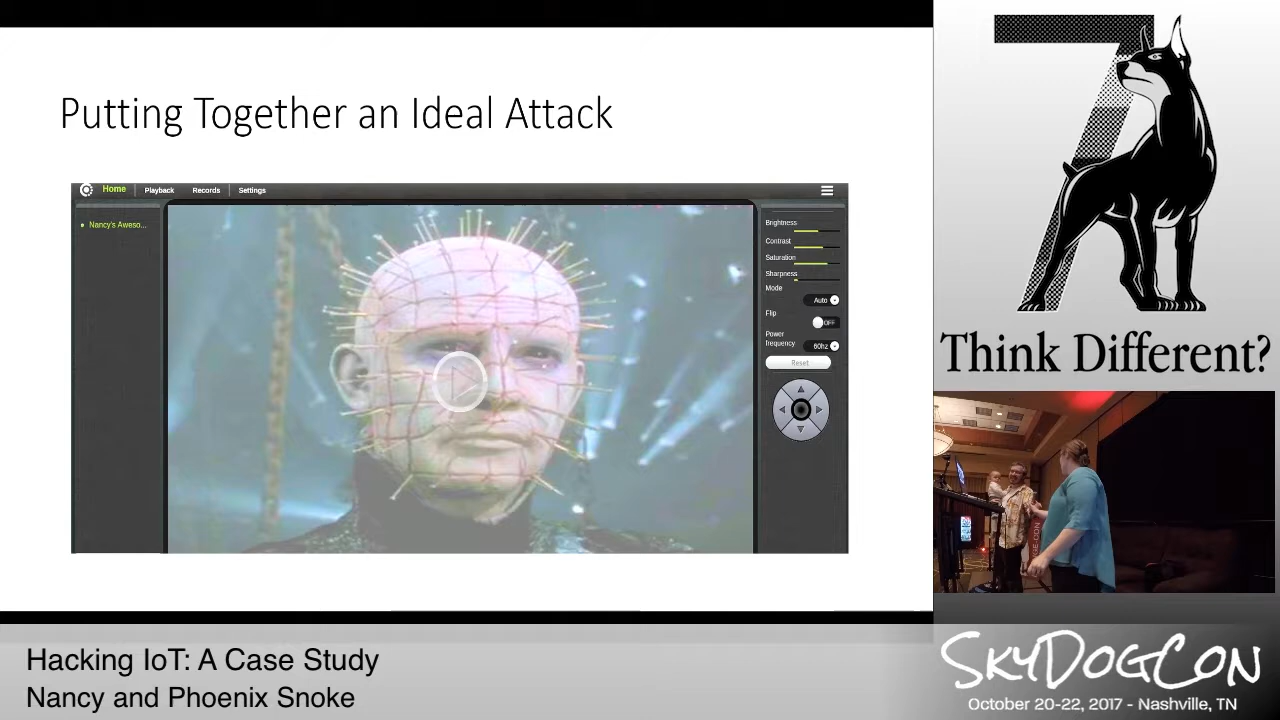 Putting Together an Ideal Attack
Home
Playback
Records
Settings
Nancy's Aweso...
Brightness
Contrast
Saturation
Sharpness
Mode
Auto
Flip
OFF
Power
frequency
60hz
Reset
7
Think Different?
Hacking IoT: A Case Study
Nancy and Phoenix Snoke
SKYDOGCON
October 20-22, 2017 - Nashville, TN